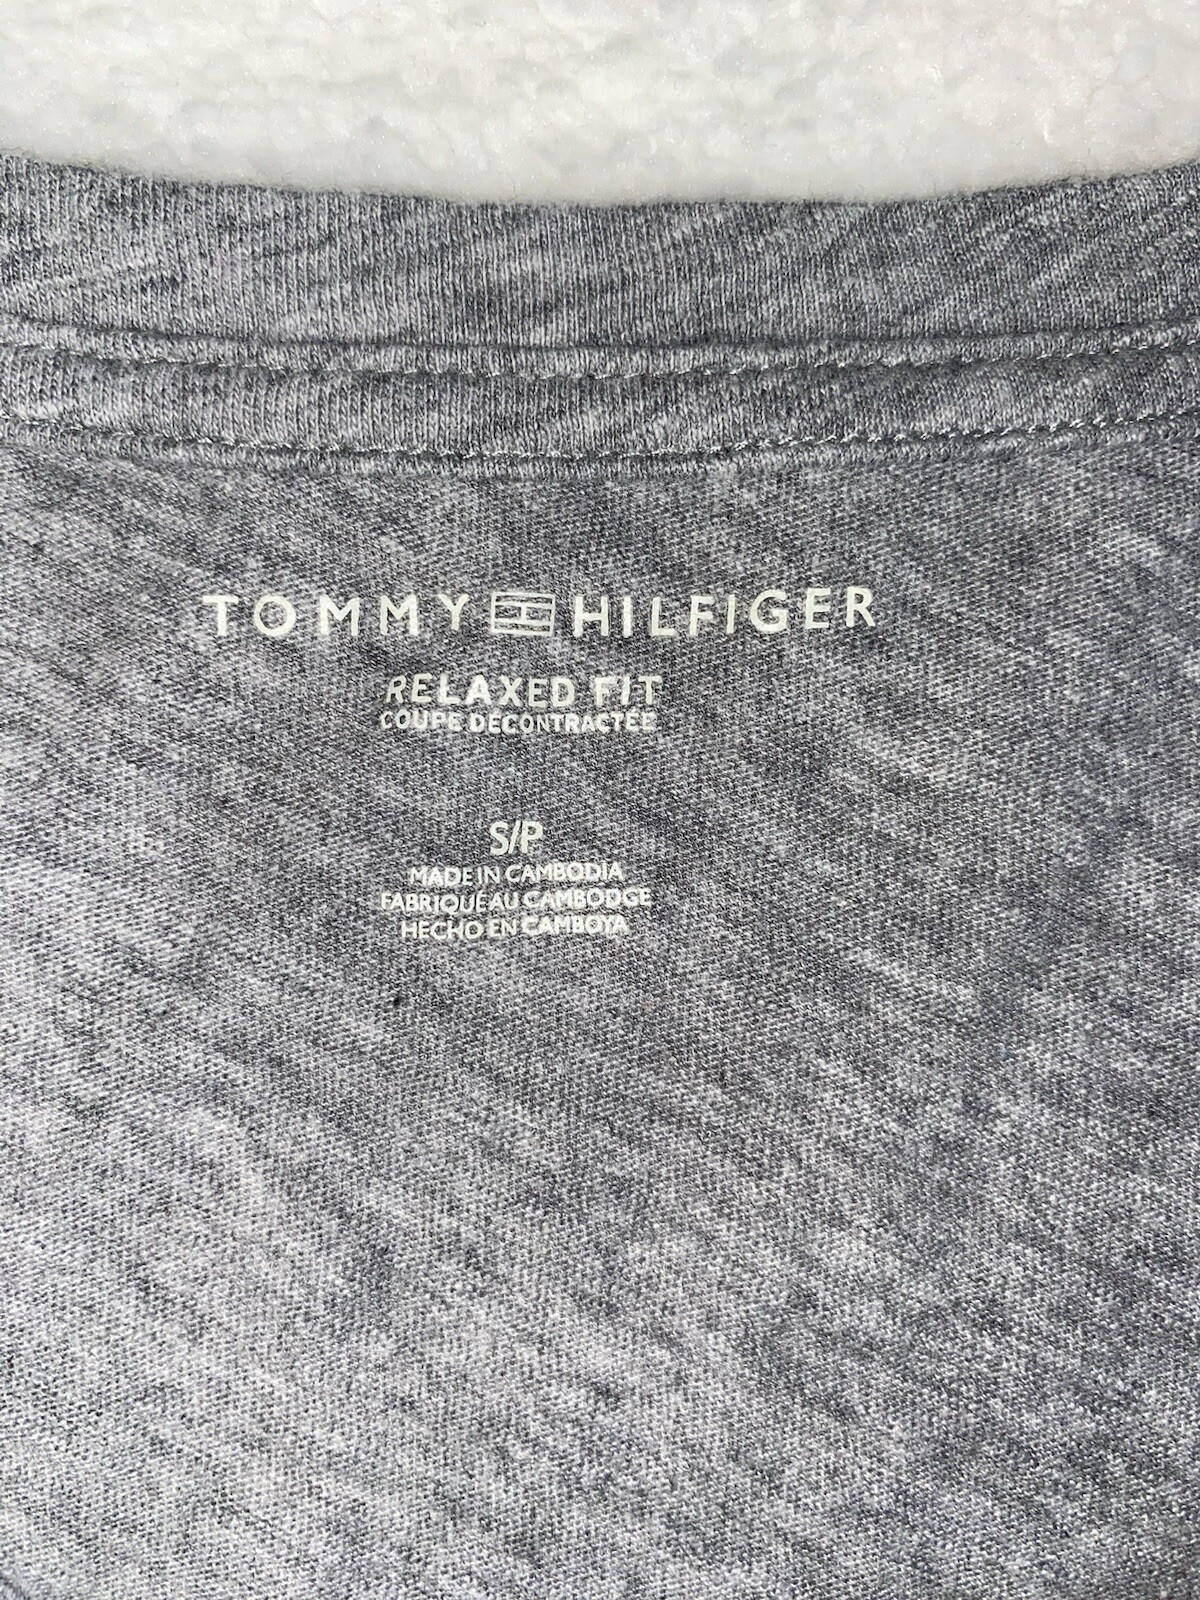 TOMMY HILFIGER
RELAXED FIT
COUPE DÉCONTRACTÉE
S/P
MADE IN CAMBODIA
FABRIQUÉ AU CAMBODGE
HECHO EN CAMBOYA